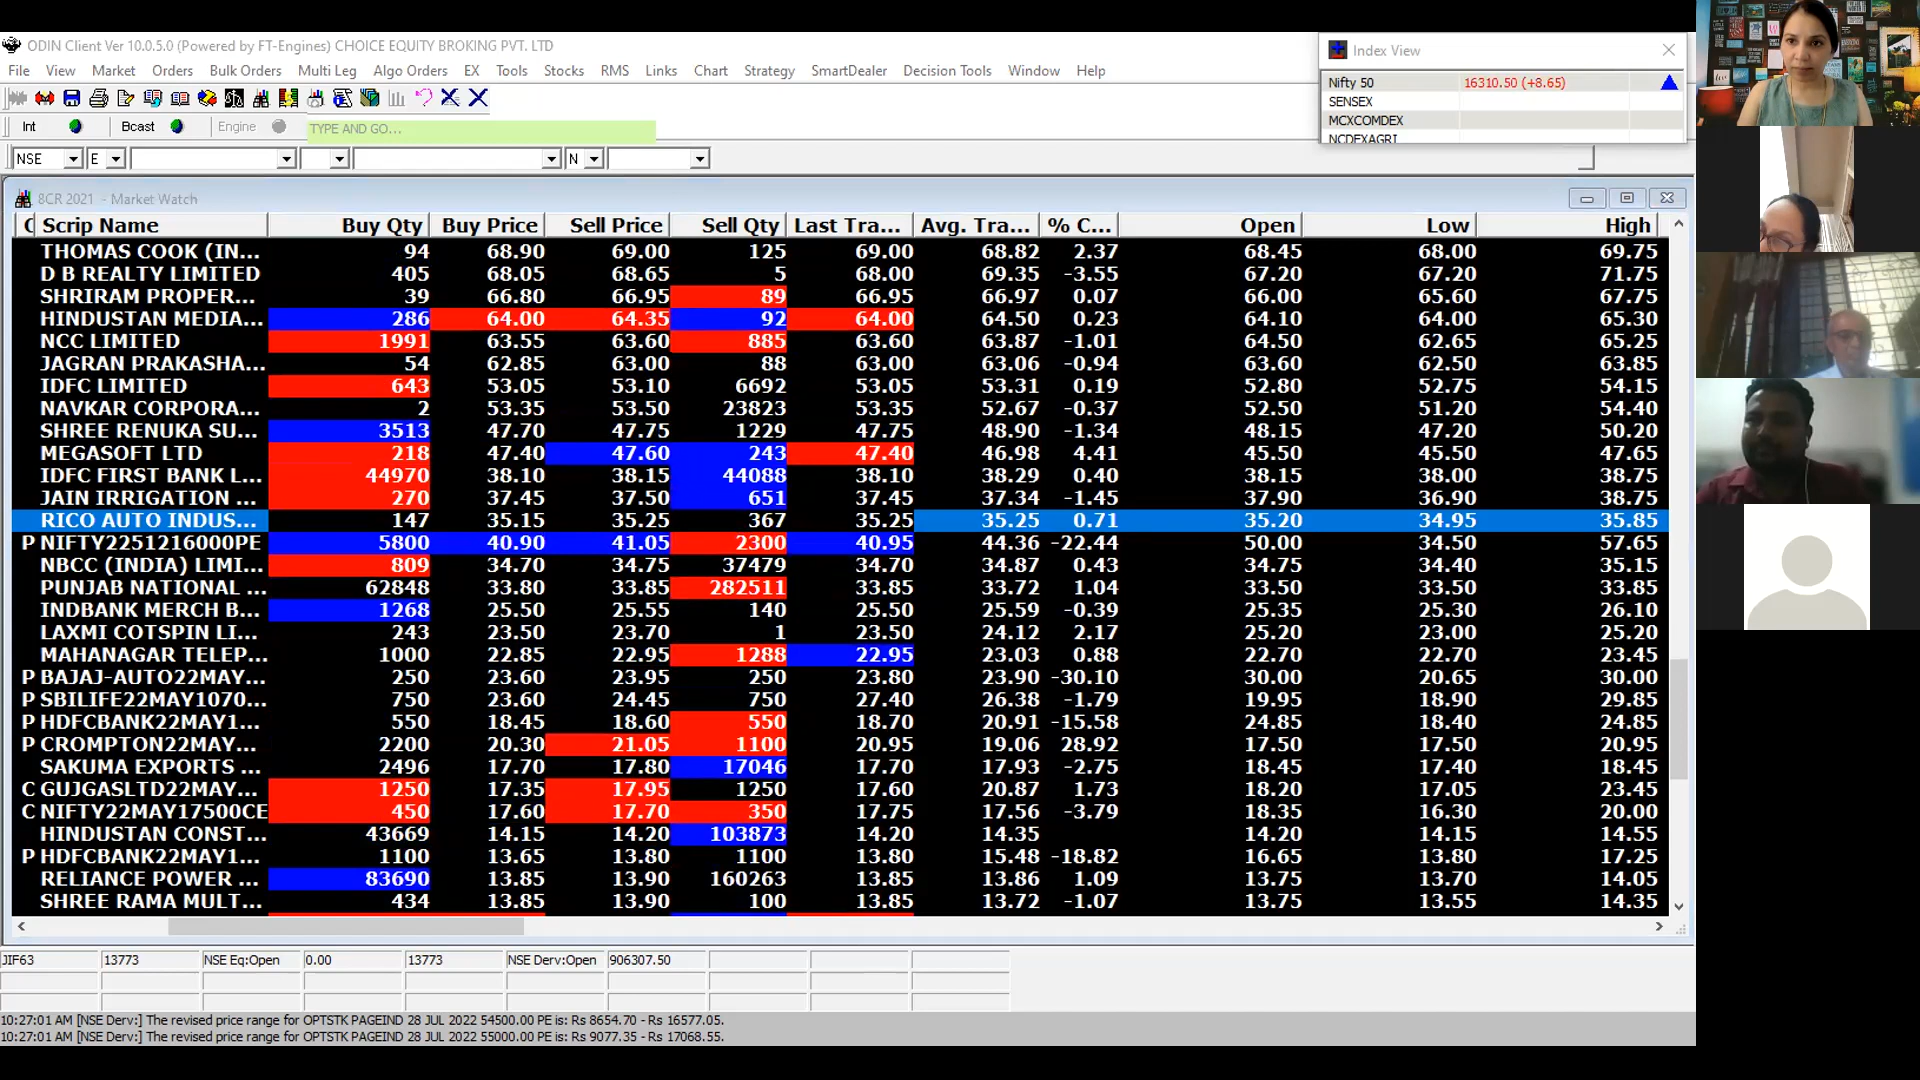 ODIN Client Ver 10.0.5.0 (Powered by FT-Engines) CHOICE EQUITY BROKING PVT. LTD
File View Market Orders Bulk Orders Multi Leg Algo Orders EX Tools Stocks RMS Links Chart Strategy SmartDealer Decision Tools Window Help
Int Bcast Engine TYPE AND GO...
NSE E N
Index View
Nifty 50 16310.50 (+8.65)
SENSEX
MCXCOMDEX
NCDEXAGRI
8CR 2021 - Market Watch
C Scrip Name Buy Qty Buy Price Sell Price Sell Qty Last Tra... Avg. Tra... % C... Open Low High
THOMAS COOK (IN... 94 68.90 69.00 125 69.00 68.82 2.37 68.45 68.00 69.75
D B REALTY LIMITED 405 68.05 68.65 5 68.00 69.35 -3.55 67.20 67.20 71.75
SHRIRAM PROPER... 39 66.80 66.95 89 66.95 66.97 0.07 66.00 65.60 67.75
HINDUSTAN MEDIA... 286 64.00 64.35 92 64.00 64.50 0.23 64.10 64.00 65.30
NCC LIMITED 1991 63.55 63.60 885 63.60 63.87 -1.01 64.50 62.65 65.25
JAGRAN PRAKASHA... 54 62.85 63.00 88 63.00 63.06 -0.94 63.60 62.50 63.85
IDFC LIMITED 643 53.05 53.10 6692 53.05 53.31 0.19 52.80 52.75 54.15
NAVKAR CORPORA... 2 53.35 53.50 23823 53.35 52.67 -0.37 52.50 51.20 54.40
SHREE RENUKA SU... 3513 47.70 47.75 1229 47.75 48.90 -1.34 48.15 47.20 50.20
MEGASOFT LTD 218 47.40 47.60 243 47.40 46.98 4.41 45.50 45.50 47.65
IDFC FIRST BANK L... 44970 38.10 38.15 44088 38.10 38.29 0.40 38.15 38.00 38.75
JAIN IRRIGATION ... 270 37.45 37.50 651 37.45 37.34 -1.45 37.90 36.90 38.75
RICO AUTO INDUS... 147 35.15 35.25 367 35.25 35.25 0.71 35.20 34.95 35.85
P NIFTY2251216000PE 5800 40.90 41.05 2300 40.95 44.36 -22.44 50.00 34.50 57.65
NBCC (INDIA) LIMI... 809 34.70 34.75 37479 34.70 34.87 0.43 34.75 34.40 35.15
PUNJAB NATIONAL ... 62848 33.80 33.85 282511 33.85 33.72 1.04 33.50 33.50 33.85
INDBANK MERCH B... 1268 25.50 25.55 140 25.50 25.59 -0.39 25.35 25.30 26.10
LAXMI COTSPIN LI... 243 23.50 23.70 1 23.50 24.12 2.17 25.20 23.00 25.20
MAHANAGAR TELEP... 1000 22.85 22.95 1288 22.95 23.03 0.88 22.70 22.70 23.45
P BAJAJ-AUTO22MAY... 250 23.60 23.95 250 23.80 23.90 -30.10 30.00 20.65 30.00
P SBILIFE22MAY1070... 750 23.60 24.45 750 27.40 26.38 -1.79 19.95 18.90 29.85
P HDFCBANK22MAY1... 550 18.45 18.60 550 18.70 20.91 -15.58 24.85 18.40 24.85
P CROMPTON22MAY... 2200 20.30 21.05 1100 20.95 19.06 28.92 17.50 17.50 20.95
SAKUMA EXPORTS ... 2496 17.70 17.80 17046 17.70 17.93 -2.75 18.45 17.40 18.45
C GUJGASLTD22MAY... 1250 17.35 17.95 1250 17.60 20.87 1.73 18.20 17.05 23.45
C NIFTY22MAY17500CE 450 17.60 17.70 350 17.75 17.56 -3.79 18.35 16.30 20.00
HINDUSTAN CONST... 43669 14.15 14.20 103873 14.20 14.35 14.20 14.15 14.55
P HDFCBANK22MAY1... 1100 13.65 13.80 1100 13.80 15.48 -18.82 16.65 13.80 17.25
RELIANCE POWER ... 83690 13.85 13.90 160263 13.85 13.86 1.09 13.75 13.70 14.05
SHREE RAMA MULT... 434 13.85 13.90 100 13.85 13.72 -1.07 13.75 13.55 14.35
JIF63 13773 NSE Eq:Open 0.00 13773 NSE Derv:Open 906307.50
10:27:01 AM [NSE Derv:] The revised price range for OPTSTK PAGEIND 28 JUL 2022 54500.00 PE is: Rs 8654.70 - Rs 16577.05.
10:27:01 AM [NSE Derv:] The revised price range for OPTSTK PAGEIND 28 JUL 2022 55000.00 PE is: Rs 9077.35 - Rs 17068.55.